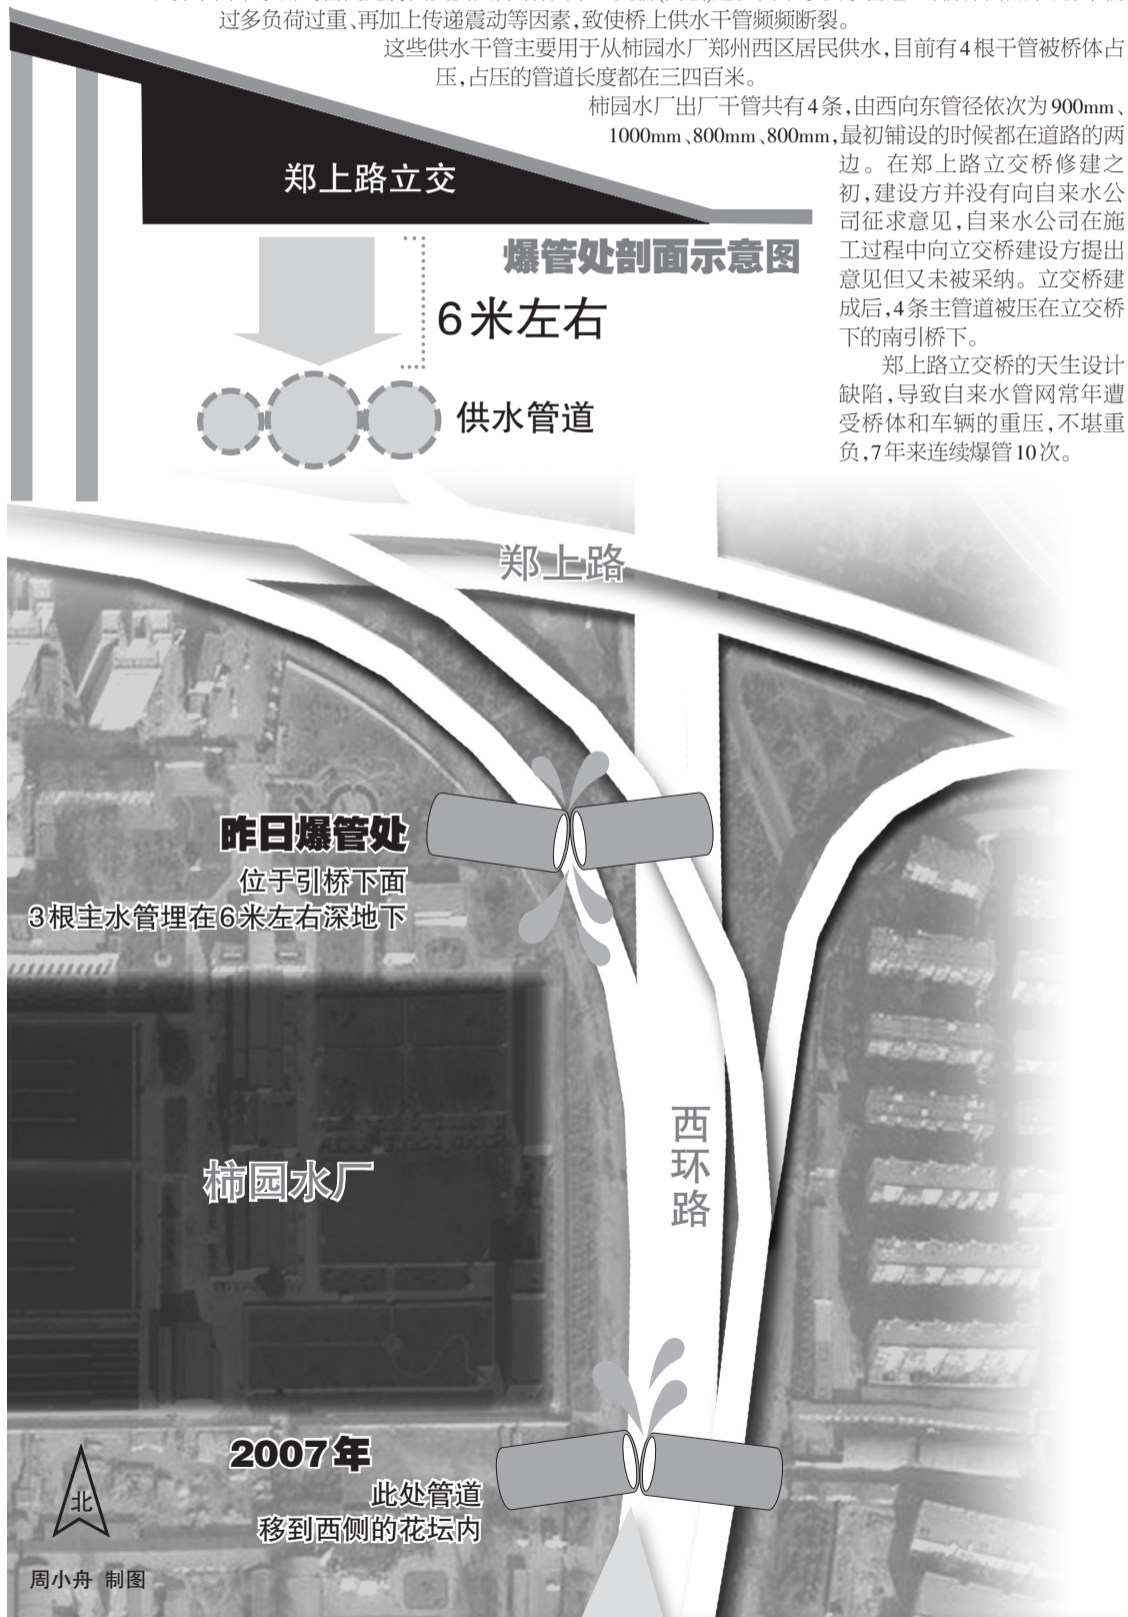 过多负荷过重、再加上传递震动等因素,致使桥上供水干管频频断裂。
这些供水干管主要用于从柿园水厂郑州西区居民供水,目前有4根干管被桥体占
压,占压的管道长度都在三四百米。
柿园水厂出厂干管共有4条,由西向东管径依次为900mm、
1000mm、800mm、800mm,最初铺设的时候都在道路的两
边。在郑上路立交桥修建之
初,建设方并没有向自来水公
司征求意见,自来水公司在施
工过程中向立交桥建设方提出
意见但又未被采纳。立交桥建
成后,4条主管道被压在立交桥
下的南引桥下。
郑上路立交桥的天生设计
缺陷,导致自来水管网常年遭
受桥体和车辆的重压,不堪重
负,7年来连续爆管10次。
郑上路立交
爆管处剖面示意图
6米左右
供水管道
郑上路
昨日爆管处
位于引桥下面
3根主水管埋在6米左右深地下
西环路
柿园水厂
2007年
此处管道
移到西侧的花坛内
北
周小舟 制图